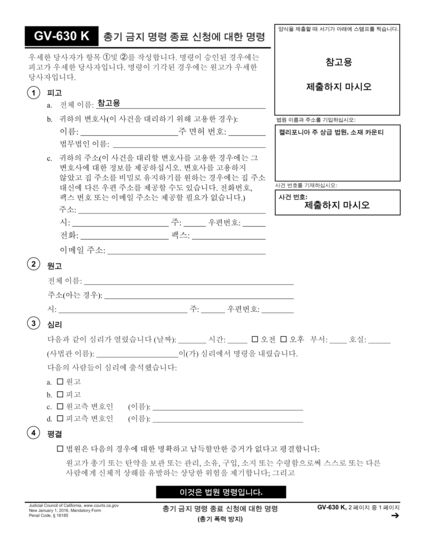 GV-630 K 총기 금지 명령 종료 신청에 대한 명령
양식을 제출할 때 서기가 아래에 스탬프를 찍습니다.
우세한 당사자가 항목 ①및 ②를 작성합니다. 명령이 승인된 경우에는
피고가 우세한 당사자입니다. 명령이 기각된 경우에는 원고가 우세한
당사자입니다.
참고용
제출하지 마시오
1 피고
a. 전체 이름: 참고용
b. 귀하의 변호사(이 사건을 대리하기 위해 고용한 경우):
이름: 주 면허 번호:
법무법인 이름:
법원 이름과 주소를 기입하십시오:
캘리포니아 주 상급 법원, 소재 카운티
c. 귀하의 주소(이 사건을 대리할 변호사를 고용한 경우에는 그
변호사에 대한 정보를 제공하십시오. 변호사를 고용하지
않았고 집 주소를 비밀로 유지하기를 원하는 경우에는 집 주소
대신에 다른 우편 주소를 제공할 수도 있습니다. 전화번호,
팩스 번호 또는 이메일 주소는 제공할 필요가 없습니다.)
사건 번호를 기재하십시오:
사건 번호:
제출하지 마시오
주소:
시: 주: 우편번호:
전화: 팩스:
이메일 주소:
2 원고
전체 이름:
주소(아는 경우):
시: 주: 우편번호:
3 심리
다음과 같이 심리가 열렸습니다 (날짜): 시간: ☐ 오전 ☐ 오후 부서: 호실:
(사법관 이름): 이(가) 심리에서 명령을 내렸습니다.
다음의 사람들이 심리에 출석했습니다:
a. ☐ 원고
b. ☐ 피고
c. ☐ 원고측 변호인 (이름):
d. ☐ 피고측 변호인 (이름):
4 평결
☐ 법원은 다음의 경우에 대한 명확하고 납득할만한 증거가 없다고 평결합니다:
원고가 총기 또는 탄약을 보관 또는 관리, 소유, 구입, 소지 또는 수령함으로써 스스로 또는 다른
사람에게 신체적 상해를 유발하는 상당한 위험을 제기합니다; 그리고
이것은 법원 명령입니다.
Judicial Council of California, www.courts.ca.gov
New January 1, 2016, Mandatory Form
Penal Code, § 18185
총기 금지 명령 종료 신청에 대한 명령
(총기 폭력 방지)
GV-630 K, 2 페이지 중 1 페이지